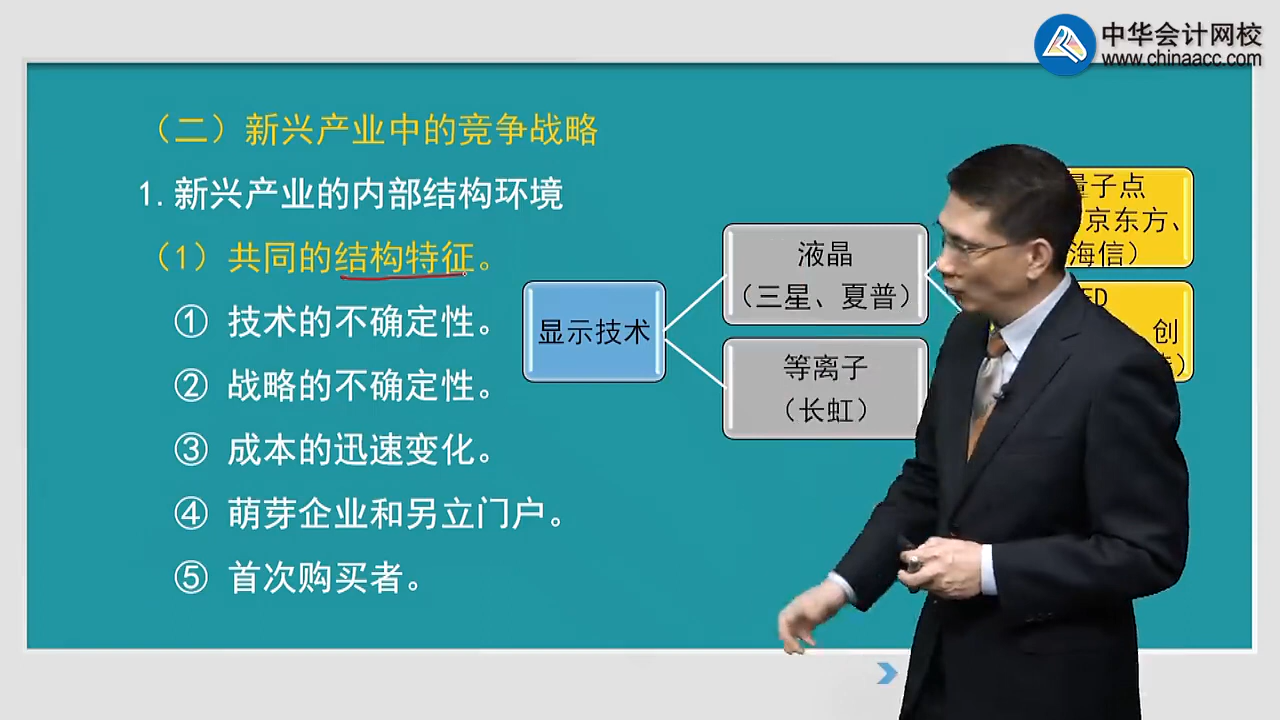 中华会计网校
www.chinaacc.com
（二）新兴产业中的竞争战略
1.新兴产业的内部结构环境
（1）共同的结构特征。
① 技术的不确定性。
② 战略的不确定性。
③ 成本的迅速变化。
④ 萌芽企业和另立门户。
⑤ 首次购买者。
显示技术
液晶
（三星、夏普）
等离子
（长虹）
量子点
京东方、
海信）
ED
创
）